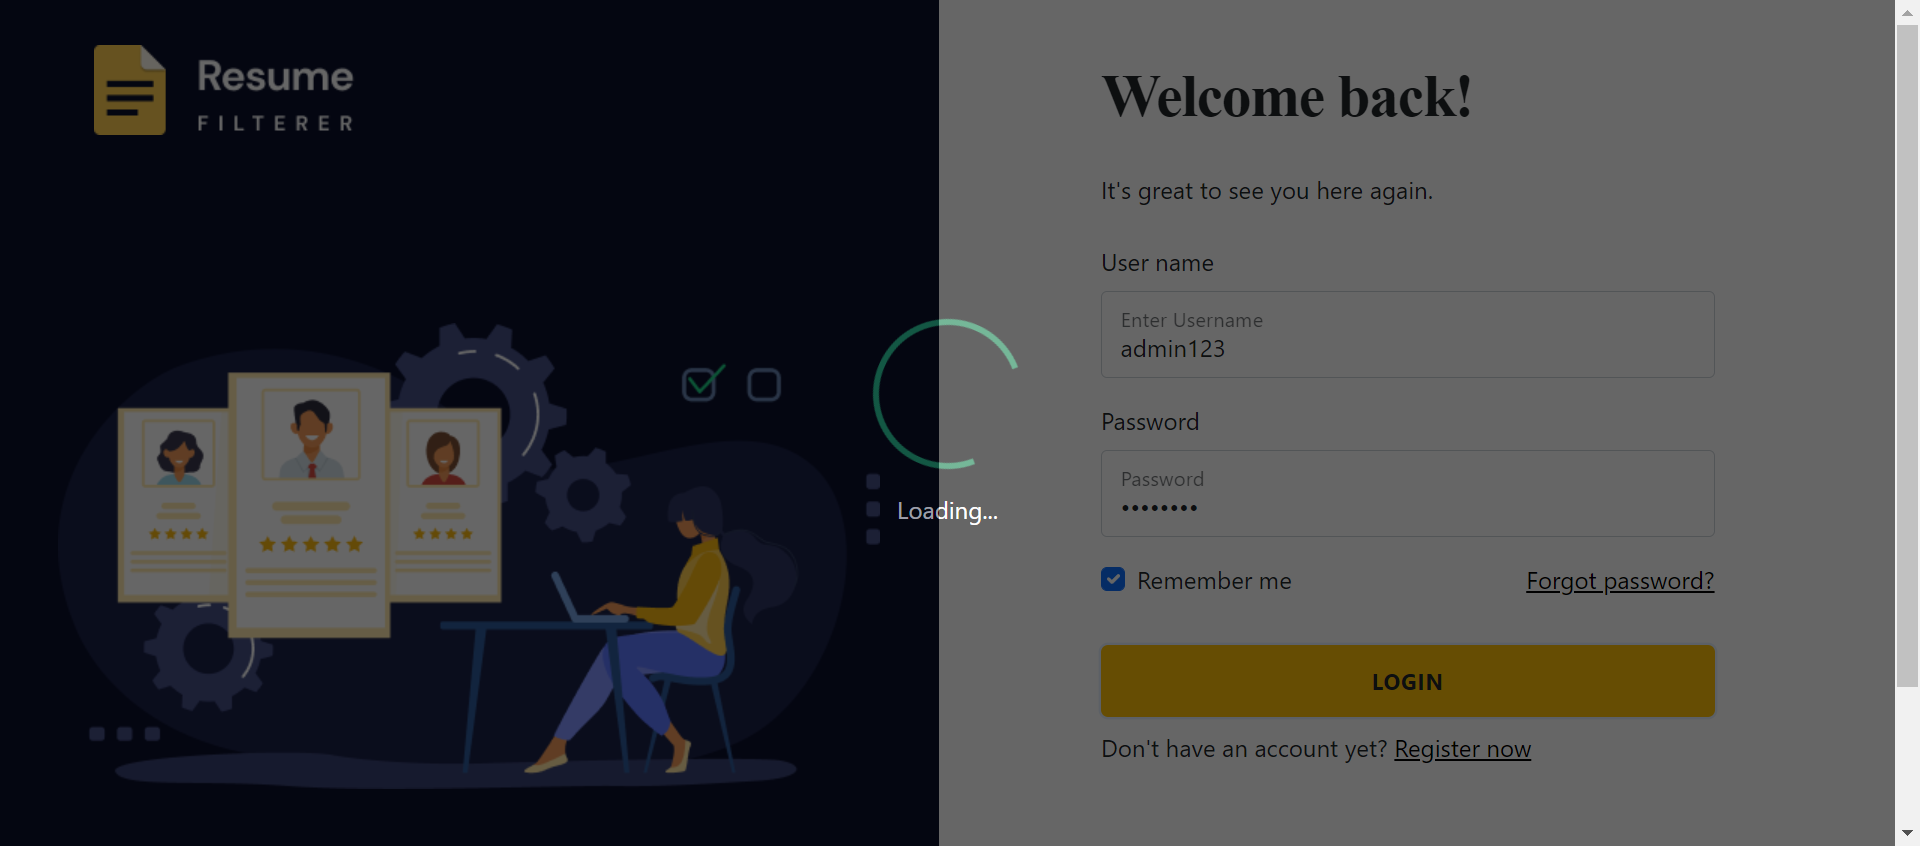 Resume
FILTERER
Welcome back!
It's great to see you here again.
User name
Enter Username
admin123
Password
Password
••••••••
Remember me
Forgot password?
LOGIN
Don't have an account yet? Register now
Loading...